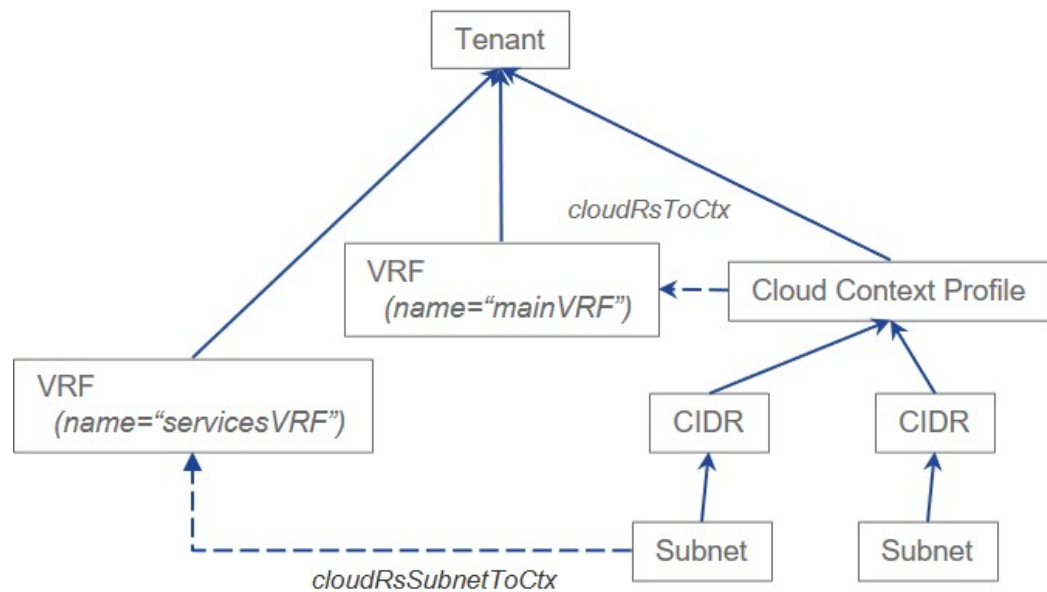 Tenant
cloudRsToCtx
VRF
(name=“mainVRF”)
Cloud Context Profile
VRF
(name=“servicesVRF”)
CIDR
CIDR
Subnet
Subnet
cloudRsSubnetToCtx